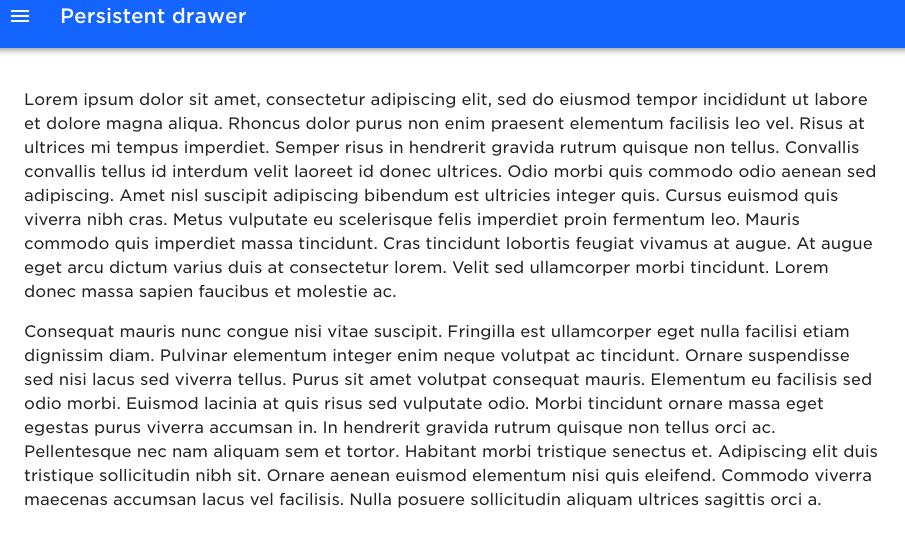 Persistent drawer
Lorem ipsum dolor sit amet, consectetur adipiscing elit, sed do eiusmod tempor incididunt ut labore
et dolore magna aliqua. Rhoncus dolor purus non enim praesent elementum facilisis leo vel. Risus at
ultrices mi tempus imperdiet. Semper risus in hendrerit gravida rutrum quisque non tellus. Convallis
convallis tellus id interdum velit laoreet id donec ultrices. Odio morbi quis commodo odio aenean sed
adipiscing. Amet nisl suscipit adipiscing bibendum est ultricies integer quis. Cursus euismod quis
viverra nibh cras. Metus vulputate eu scelerisque felis imperdiet proin fermentum leo. Mauris
commodo quis imperdiet massa tincidunt. Cras tincidunt lobortis feugiat vivamus at augue. At augue
eget arcu dictum varius duis at consectetur lorem. Velit sed ullamcorper morbi tincidunt. Lorem
donec massa sapien faucibus et molestie ac.
Consequat mauris nunc congue nisi vitae suscipit. Fringilla est ullamcorper eget nulla facilisi etiam
dignissim diam. Pulvinar elementum integer enim neque volutpat ac tincidunt. Ornare suspendisse
sed nisi lacus sed viverra tellus. Purus sit amet volutpat consequat mauris. Elementum eu facilisis sed
odio morbi. Euismod lacinia at quis risus sed vulputate odio. Morbi tincidunt ornare massa eget
egestas purus viverra accumsan in. In hendrerit gravida rutrum quisque non tellus orci ac.
Pellentesque nec nam aliquam sem et tortor. Habitant morbi tristique senectus et. Adipiscing elit duis
tristique sollicitudin nibh sit. Ornare aenean euismod elementum nisi quis eleifend. Commodo viverra
maecenas accumsan lacus vel facilisis. Nulla posuere sollicitudin aliquam ultrices sagittis orci a.